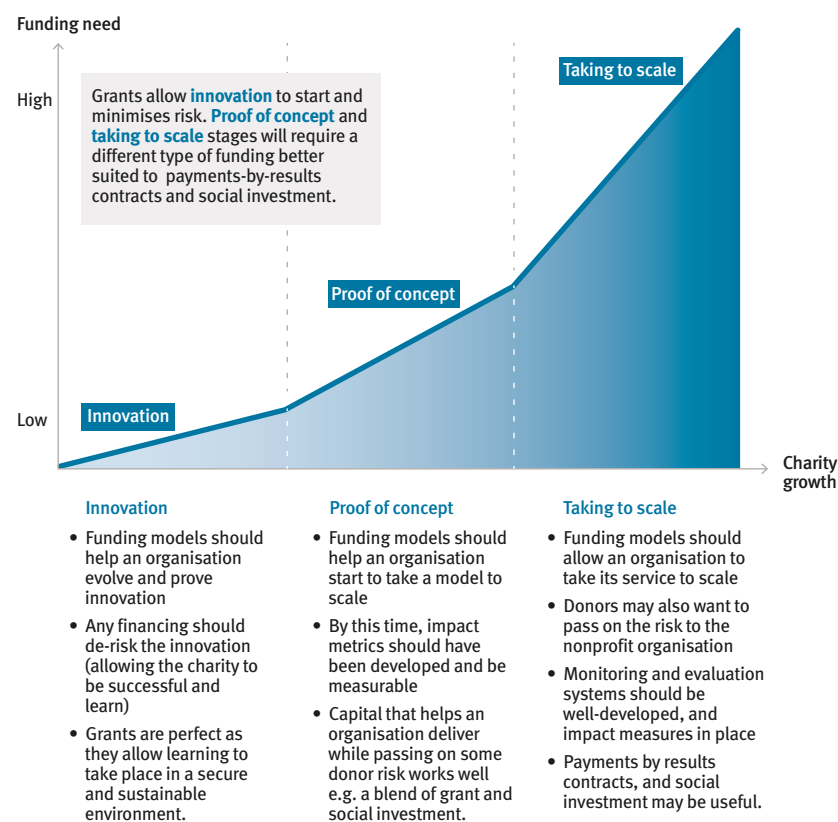 Funding need
High
Grants allow innovation to start and
minimises risk. Proof of concept and
taking to scale stages will require a
different type of funding better
suited to payments-by-results
contracts and social investment.
Taking to scale
Proof of concept
Innovation
Low
Charity
growth
Innovation
• Funding models should
help an organisation
evolve and prove
innovation
• Any financing should
de-risk the innovation
(allowing the charity to
be successful and
learn)
• Grants are perfect as
they allow learning to
take place in a secure
and sustainable
environment.
Proof of concept
• Funding models should
help an organisation
start to take a model to
scale
• By this time, impact
metrics should have
been developed and be
measurable
• Capital that helps an
organisation deliver
while passing on some
donor risk works well
e.g. a blend of grant and
social investment.
Taking to scale
• Funding models should
allow an organisation to
take its service to scale
• Donors may also want to
pass on the risk to the
nonprofit organisation
• Monitoring and evaluation
systems should be
well-developed, and
impact measures in place
• Payments by results
contracts, and social
investment may be useful.